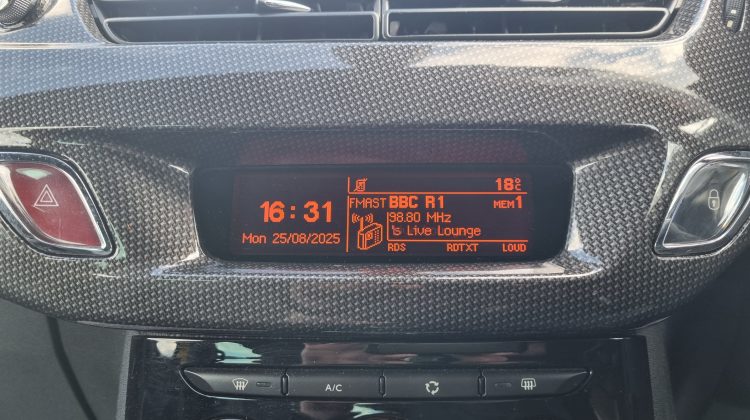 18°C
16:31
Mon 25/08/2025
FMAST BBC R1 MEM1
98.80 MHz
's Live Lounge
RDS RDTXT LOUD
A/C